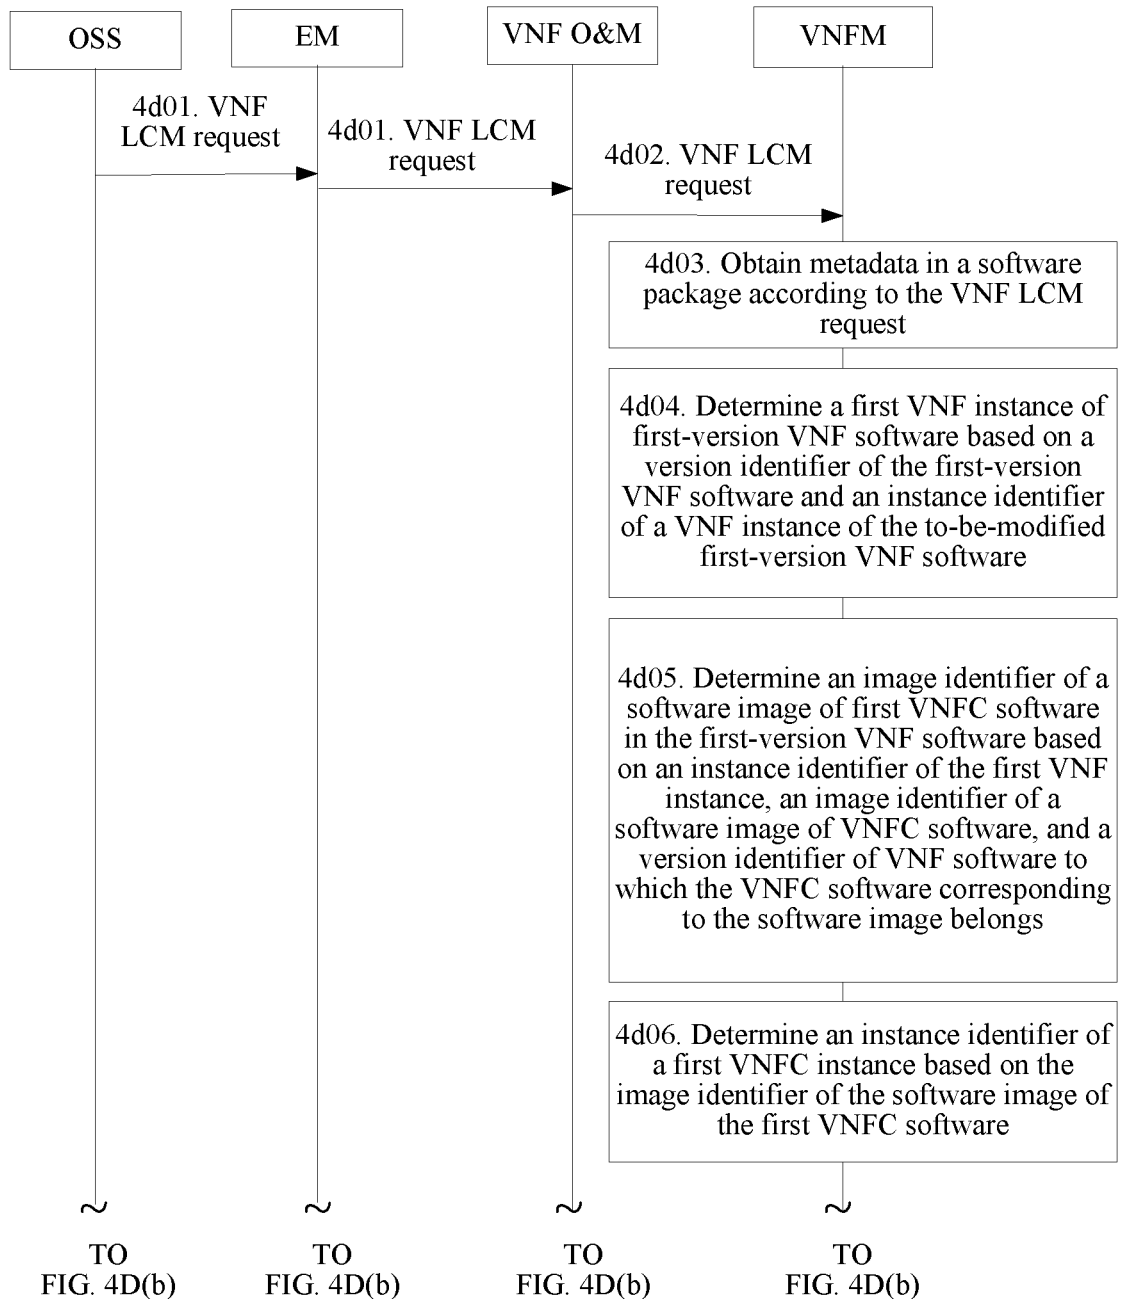 OSS
EM
VNF O&M
VNFM
4d01. VNF
LCM request
4d01. VNF LCM
request
4d02. VNF LCM
request
4d03. Obtain metadata in a software
package according to the VNF LCM
request
4d04. Determine a first VNF instance of
first-version VNF software based on a
version identifier of the first-version
VNF software and an instance identifier
of a VNF instance of the to-be-modified
first-version VNF software
4d05. Determine an image identifier of a
software image of first VNFC software
in the first-version VNF software based
on an instance identifier of the first VNF
instance, an image identifier of a
software image of VNFC software, and a
version identifier of VNF software to
which the VNFC software corresponding
to the software image belongs
4d06. Determine an instance identifier of
a first VNFC instance based on the
image identifier of the software image of
the first VNFC software
TO
FIG. 4D(b)
TO
FIG. 4D(b)
TO
FIG. 4D(b)
TO
FIG. 4D(b)